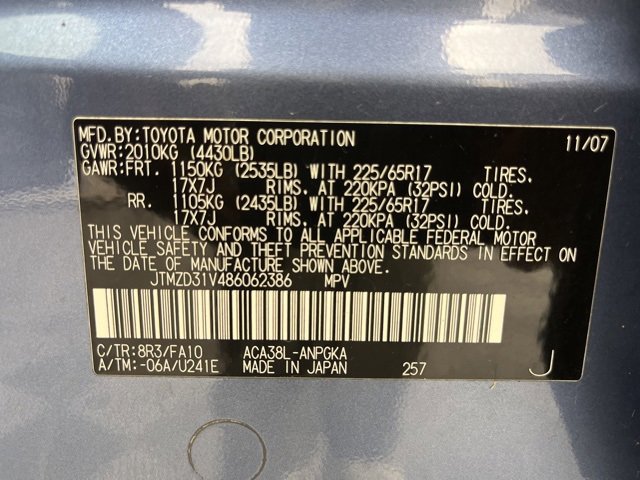 MFD.BY:TOYOTA MOTOR CORPORATION 11/07
GVWR:2010KG (4430LB)
GAWR:FRT. 1150KG (2535LB) WITH 225/65R17 TIRES.
17X7J RIMS. AT 220KPA (32PSI) COLD.
RR. 1105KG (2435LB) WITH 225/65R17 TIRES.
17X7J RIMS. AT 220KPA (32PSI) COLD.
THIS VEHICLE CONFORMS TO ALL APPLICABLE FEDERAL MOTOR
VEHICLE SAFETY AND THEFT PREVENTION STANDARDS IN EFFECT ON
THE DATE OF MANUFACTURE SHOWN ABOVE.
JTMZD31V486062386 MPV
C/TR:8R3/FA10 ACA38L-ANPGKA
A/TM:-06A/U241E MADE IN JAPAN 257 J